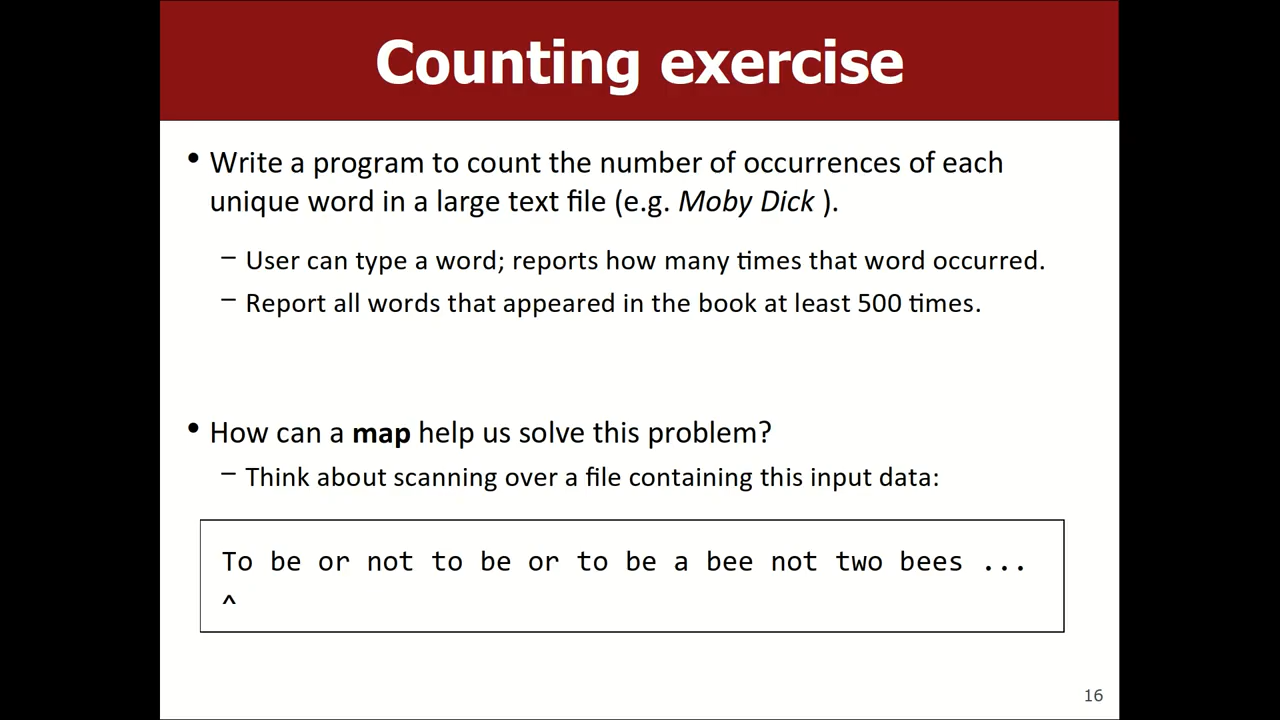 Counting exercise
• Write a program to count the number of occurrences of each
unique word in a large text file (e.g. Moby Dick ).
– User can type a word; reports how many times that word occurred.
– Report all words that appeared in the book at least 500 times.
• How can a map help us solve this problem?
– Think about scanning over a file containing this input data:
To be or not to be or to be a bee not two bees ...
^
16